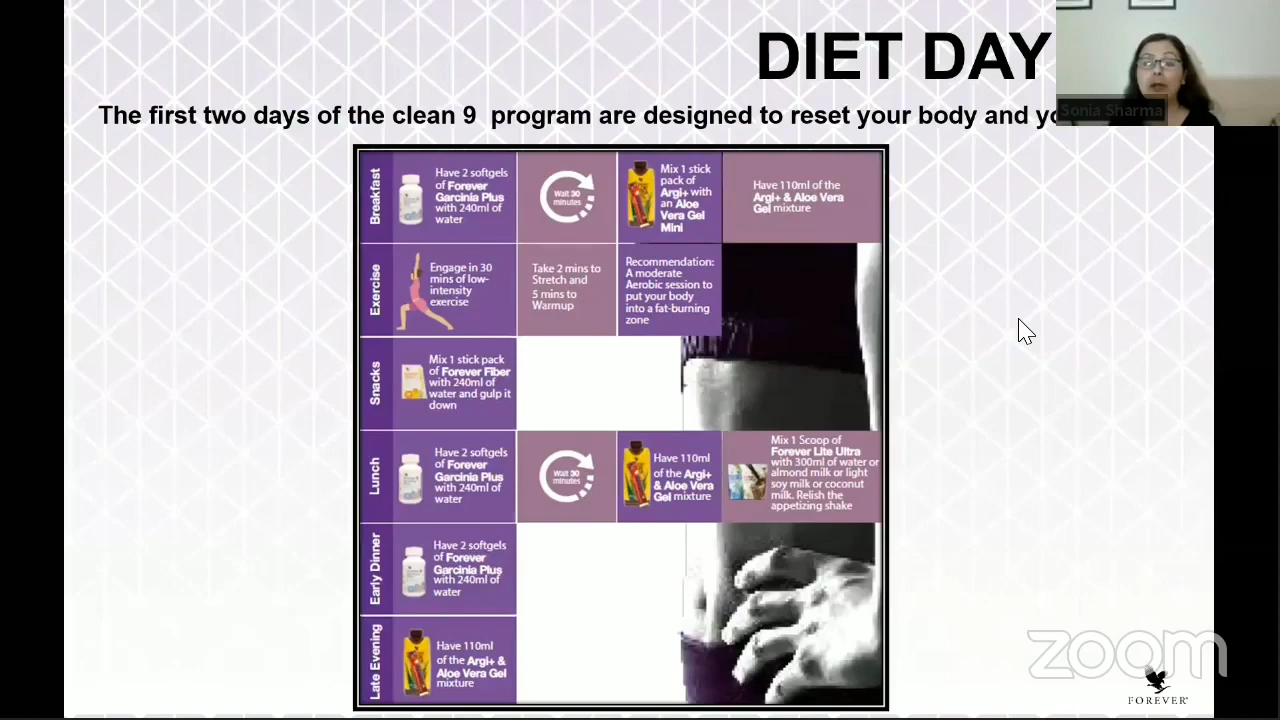 DIET DAY
The first two days of the clean 9 program are designed to reset your body and
Sonia Sharma
Breakfast
Have 2 softgels
of Forever
Garcinia Plus
with 240ml of
water
Wait 30
minutes
Mix 1 stick
pack of
Argi+ with
an Aloe
Vera Gel
Mini
Have 110ml of the
Argi+ & Aloe Vera
Gel mixture
Exercise
Engage in 30
mins of low-
intensity
exercise
Take 2 mins to
Stretch and
5 mins to
Warmup
Recommendation:
A moderate
Aerobic session to
put your body
into a fat-burning
zone
Snacks
Mix 1 stick pack
of Forever Fiber
with 240ml of
water and gulp it
down
Lunch
Have 2 softgels
of Forever
Garcinia Plus
with 240ml of
water
Wait 30
minutes
Have 110ml
of the Argi+
& Aloe Vera
Gel mixture
Mix 1 Scoop of
Forever Lite Ultra
with 300ml of water or
almond milk or light
soy milk or coconut
milk. Relish the
appetizing shake
Early Dinner
Have 2 softgels
of Forever
Garcinia Plus
with 240ml of
water
Late Evening
Have 110ml
of the Argi+ &
Aloe Vera Gel
mixture
zoom
FOREVER